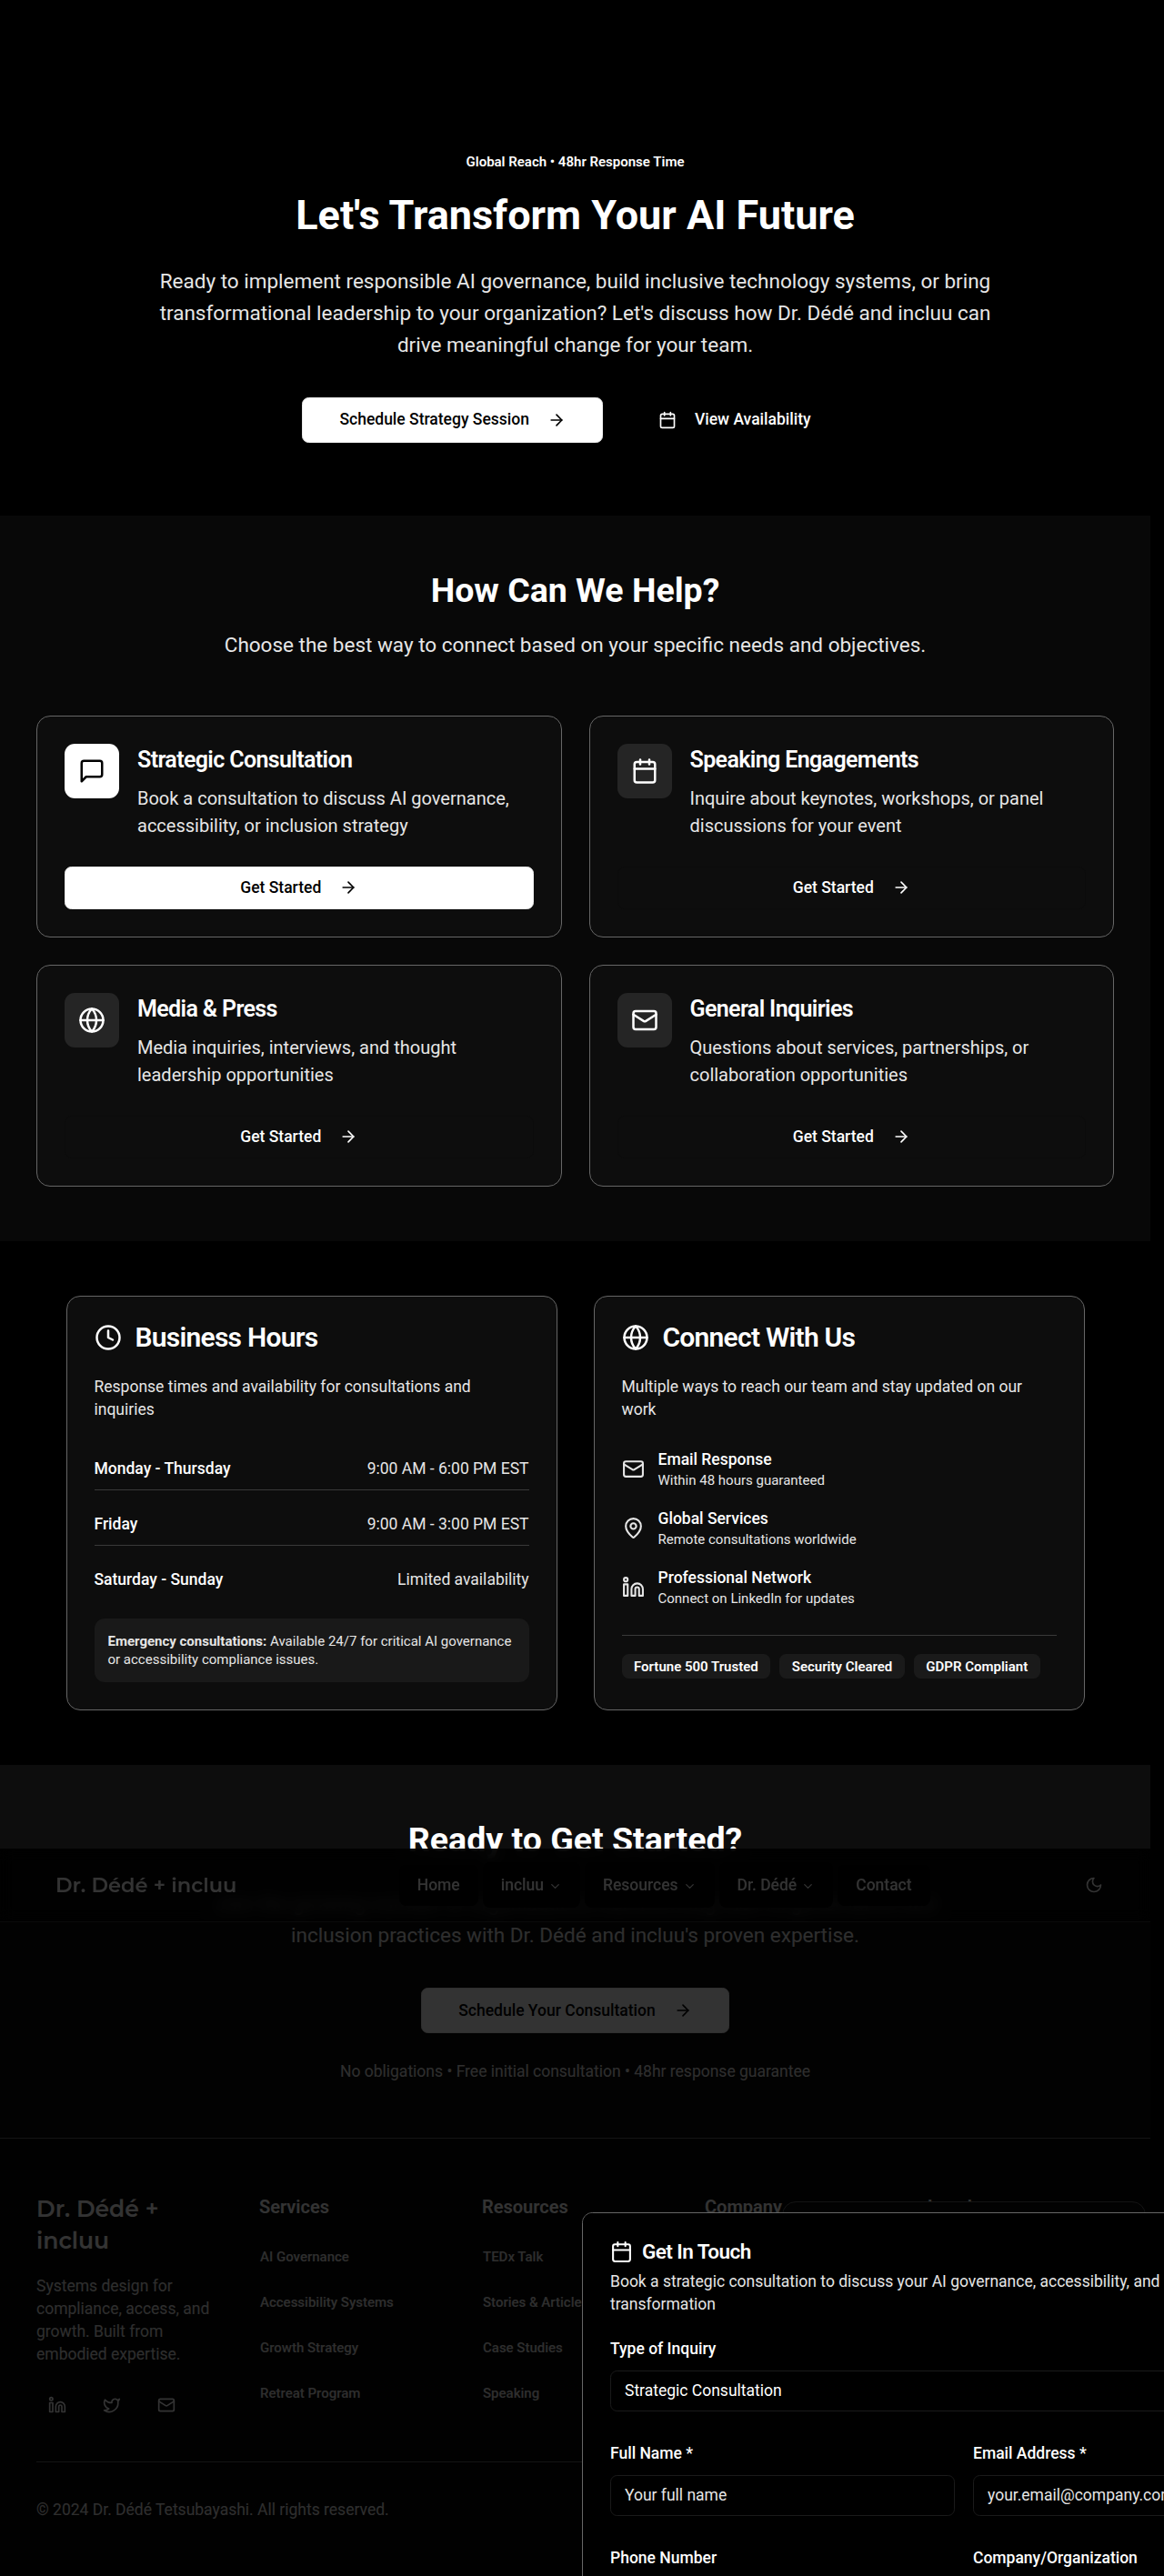 Global Reach • 48hr Response Time
Let's Transform Your AI Future
Ready to implement responsible AI governance, build inclusive technology systems, or bring
transformational leadership to your organization? Let's discuss how Dr. Dédé and incluu can
drive meaningful change for your team.
Schedule Strategy Session
View Availability
How Can We Help?
Choose the best way to connect based on your specific needs and objectives.
Strategic Consultation
Book a consultation to discuss AI governance,
accessibility, or inclusion strategy
Get Started
Speaking Engagements
Inquire about keynotes, workshops, or panel
discussions for your event
Get Started
Media & Press
Media inquiries, interviews, and thought
leadership opportunities
Get Started
General Inquiries
Questions about services, partnerships, or
collaboration opportunities
Get Started
Business Hours
Response times and availability for consultations and
inquiries
Monday - Thursday 9:00 AM - 6:00 PM EST
Friday 9:00 AM - 3:00 PM EST
Saturday - Sunday Limited availability
Emergency consultations: Available 24/7 for critical AI governance
or accessibility compliance issues.
Connect With Us
Multiple ways to reach our team and stay updated on our
work
Email Response
Within 48 hours guaranteed
Global Services
Remote consultations worldwide
Professional Network
Connect on LinkedIn for updates
Fortune 500 Trusted Security Cleared GDPR Compliant
Ready to Get Started?
Dr. Dédé + incluu Home incluu Resources Dr. Dédé Contact
inclusion practices with Dr. Dédé and incluu's proven expertise.
Schedule Your Consultation
No obligations • Free initial consultation • 48hr response guarantee
Dr. Dédé +
incluu
Systems design for
compliance, access, and
growth. Built from
embodied expertise.
Services
AI Governance
Accessibility Systems
Growth Strategy
Retreat Program
Resources
TEDx Talk
Stories & Article
Case Studies
Speaking
Company
© 2024 Dr. Dédé Tetsubayashi. All rights reserved.
Get In Touch
Book a strategic consultation to discuss your AI governance, accessibility, and
transformation
Type of Inquiry
Strategic Consultation
Full Name *
Your full name
Email Address *
your.email@company.co
Phone Number
Company/Organization